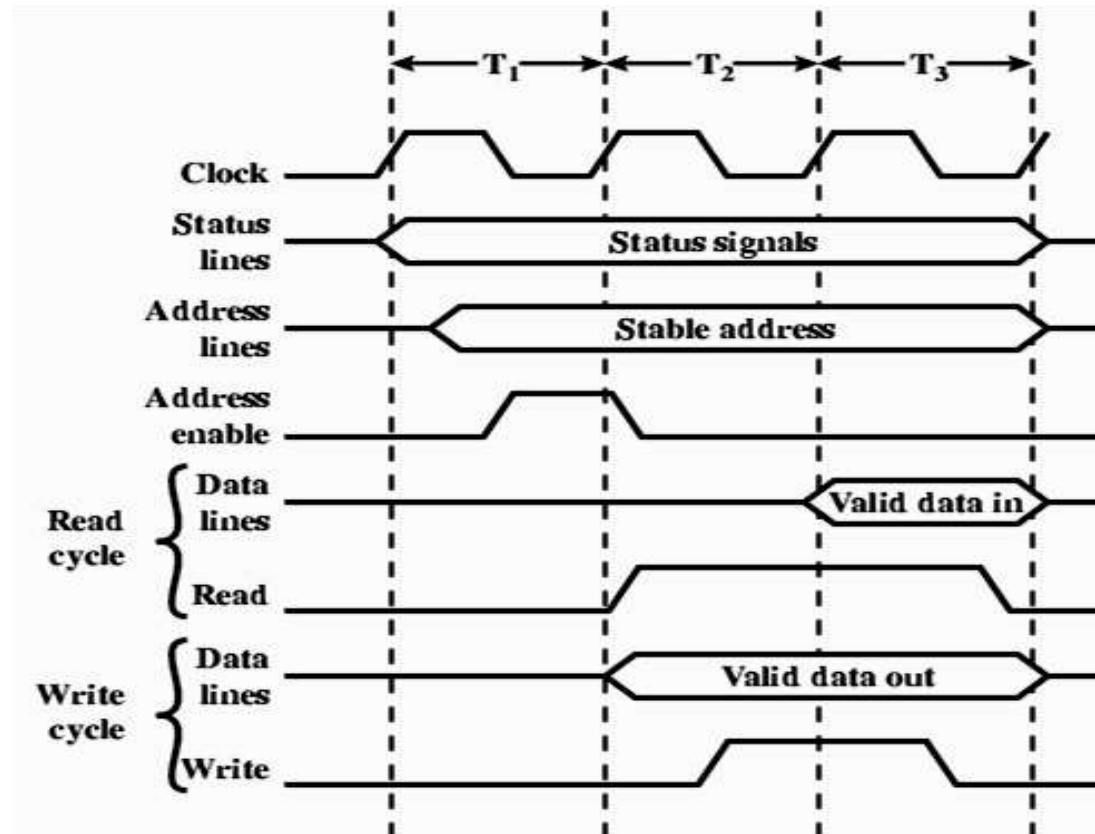 T1
T2
T3
Clock
Status
lines
Status signals
Address
lines
Stable address
Address
enable
Read
cycle
Data
lines
Valid data in
Read
Write
cycle
Data
lines
Valid data out
Write